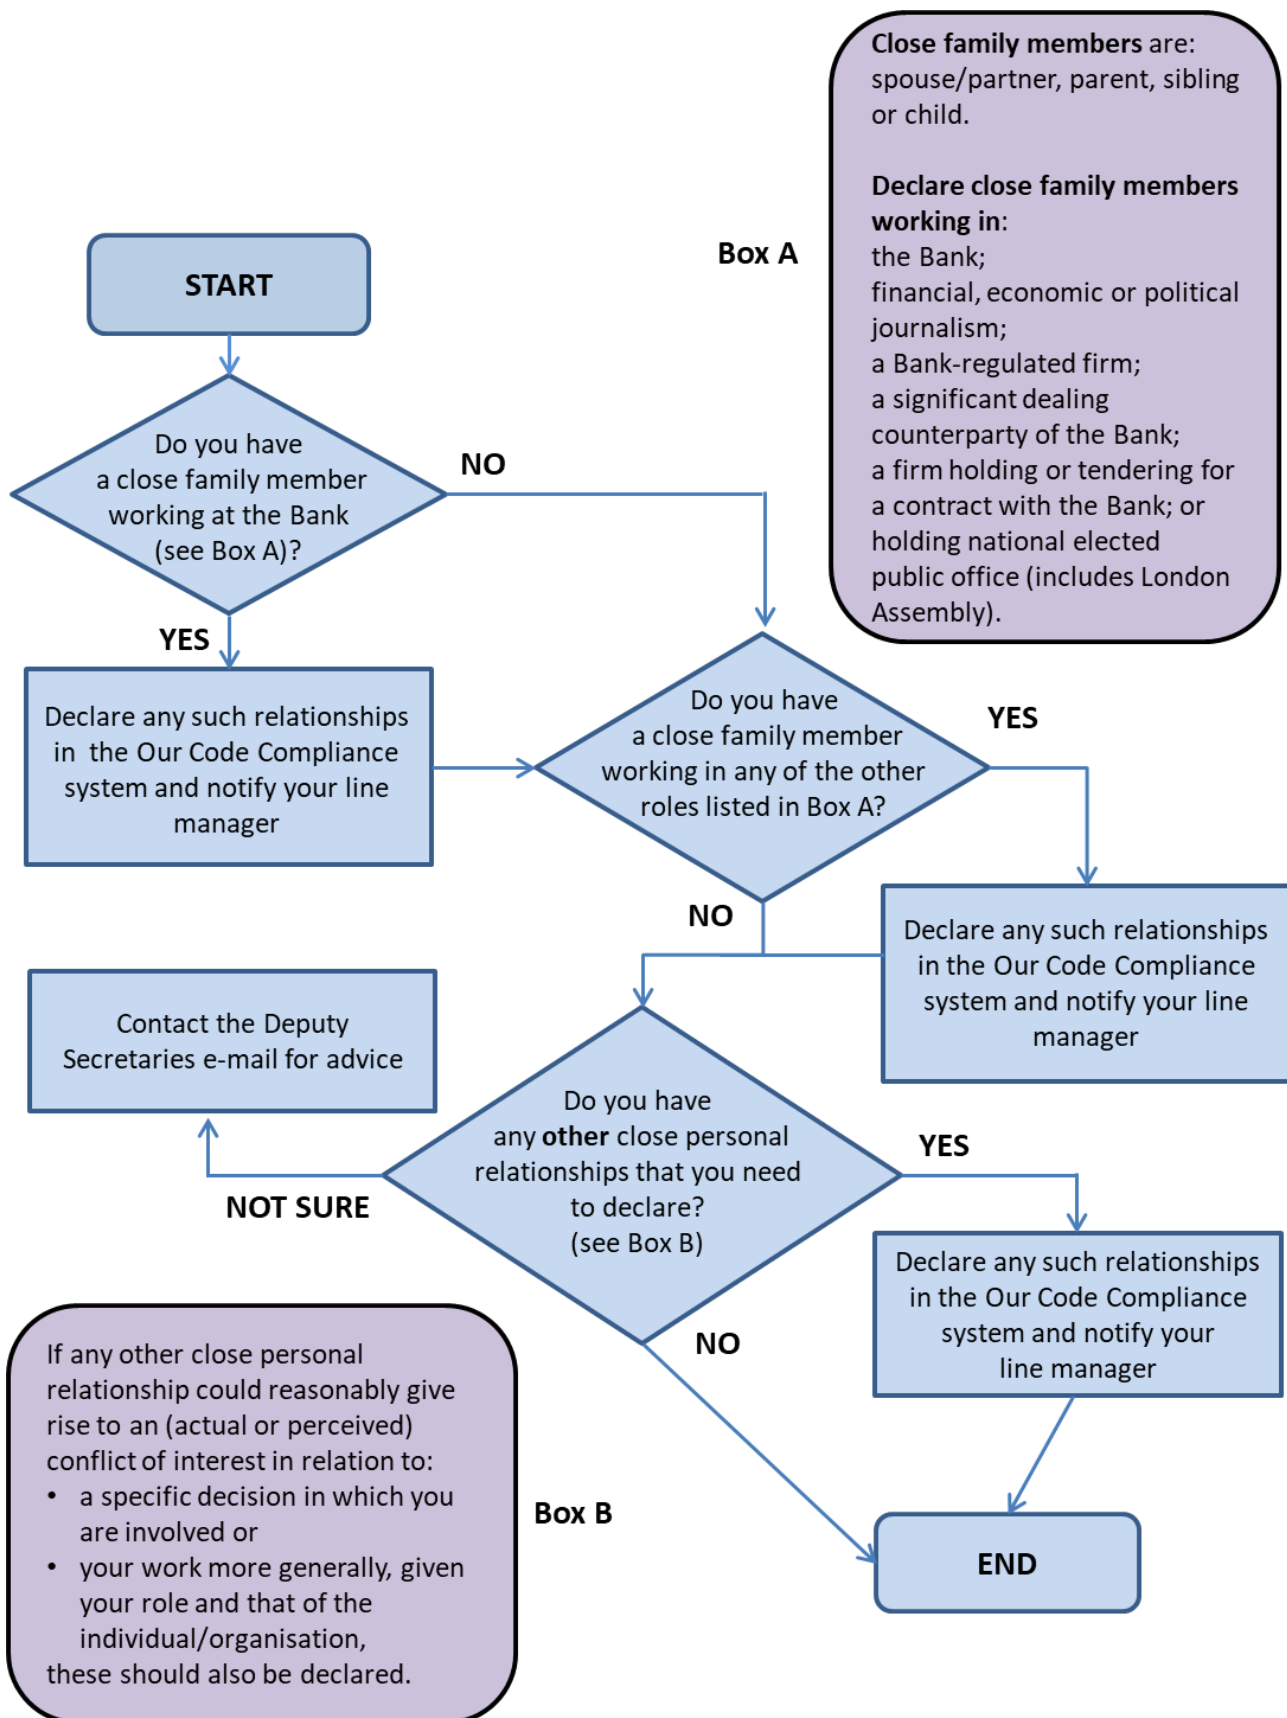 Close family members are:
spouse/partner, parent, sibling
or child.
Declare close family members
working in:
the Bank;
financial, economic or political
journalism;
a Bank-regulated firm;
a significant dealing
counterparty of the Bank;
a firm holding or tendering for
a contract with the Bank; or
holding national elected
public office (includes London
Assembly).
Box A
START
Do you have
a close family member
working at the Bank
(see Box A)?
NO
YES
Declare any such relationships
in the Our Code Compliance
system and notify your line
manager
Do you have
a close family member
working in any of the other
roles listed in Box A?
YES
NO
Declare any such relationships
in the Our Code Compliance
system and notify your line
manager
Contact the Deputy
Secretaries e-mail for advice
NOT SURE
Do you have
any other close personal
relationships that you need
to declare?
(see Box B)
YES
NO
Declare any such relationships
in the Our Code Compliance
system and notify your
line manager
If any other close personal
relationship could reasonably give
rise to an (actual or perceived)
conflict of interest in relation to:
• a specific decision in which you
are involved or
• your work more generally, given
your role and that of the
individual/organisation,
these should also be declared.
Box B
END